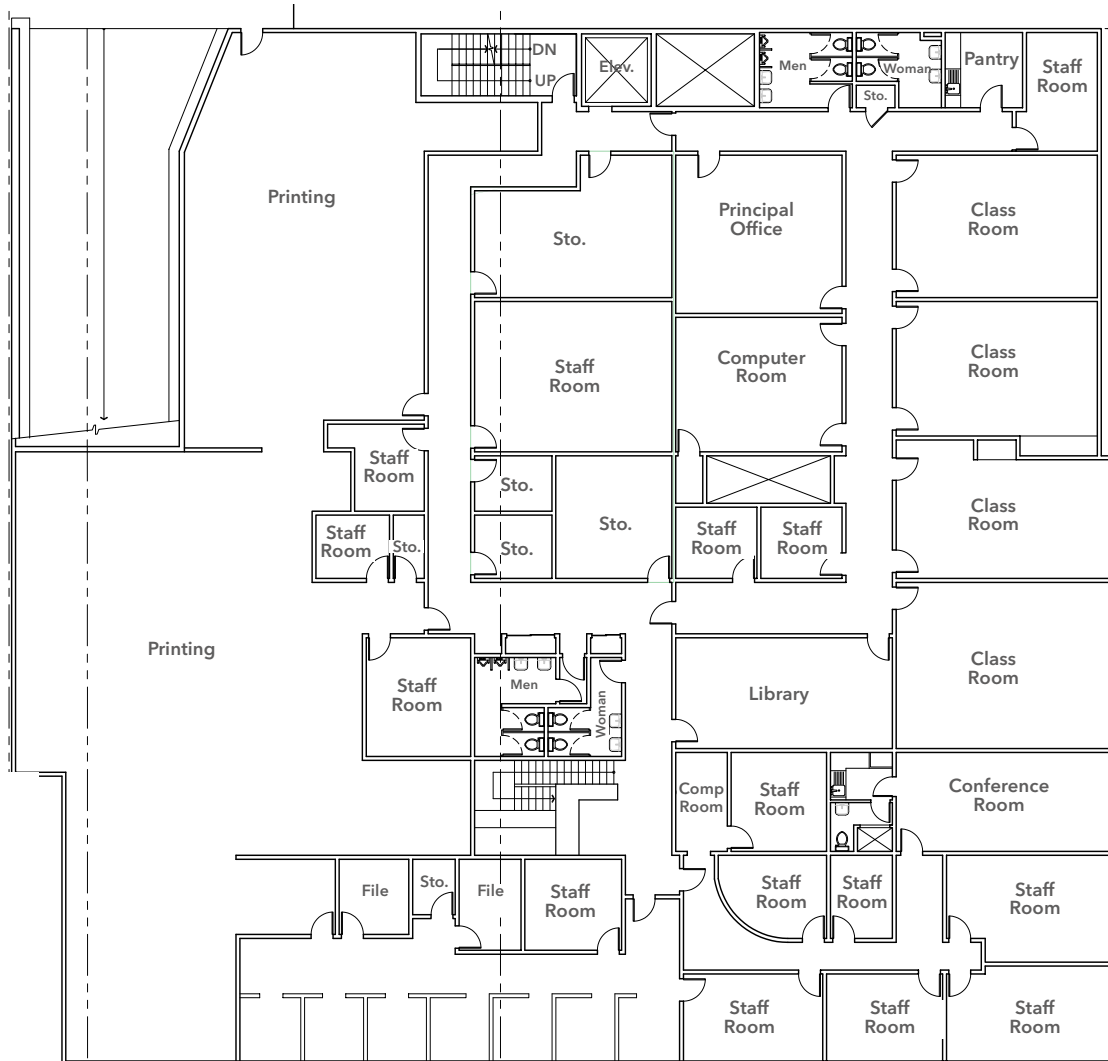 DN
UP
Elev.
Men
Woman
Sto.
Pantry
Staff
Room
Printing
Sto.
Principal
Office
Class
Room
Staff
Room
Computer
Room
Class
Room
Staff
Room
Sto.
Sto.
Class
Room
Staff
Room
Sto.
Sto.
Staff
Room
Staff
Room
Printing
Staff
Room
Men
Woman
Library
Class
Room
Comp
Room
Staff
Room
Conference
Room
File
Sto.
File
Staff
Room
Staff
Room
Staff
Room
Staff
Room
Staff
Room
Staff
Room
Staff
Room